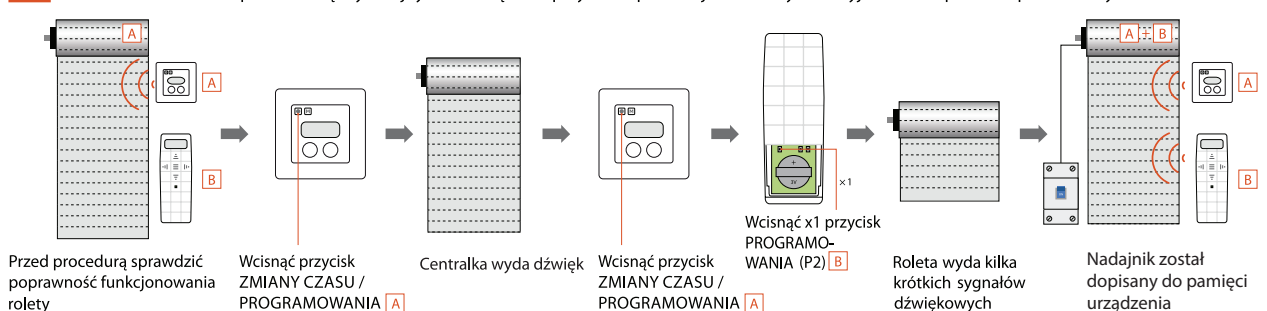 A
A
B
Przed procedurą sprawdzić
poprawność funkcjonowania
rolety
Wcisnąć przycisk
ZMIANY CZASU /
PROGRAMOWANIA A
Centralka wyda dźwięk
Wcisnąć przycisk
ZMIANY CZASU /
PROGRAMOWANIA A
+
3V
x 1
Wcisnąć x1 przycisk
PROGRAMO-
WANIA (P2) B
Roleta wyda kilka
krótkich sygnałów
dźwiękowych
A + B
A
B
Nadajnik został
dopisany do pamięci
urządzenia